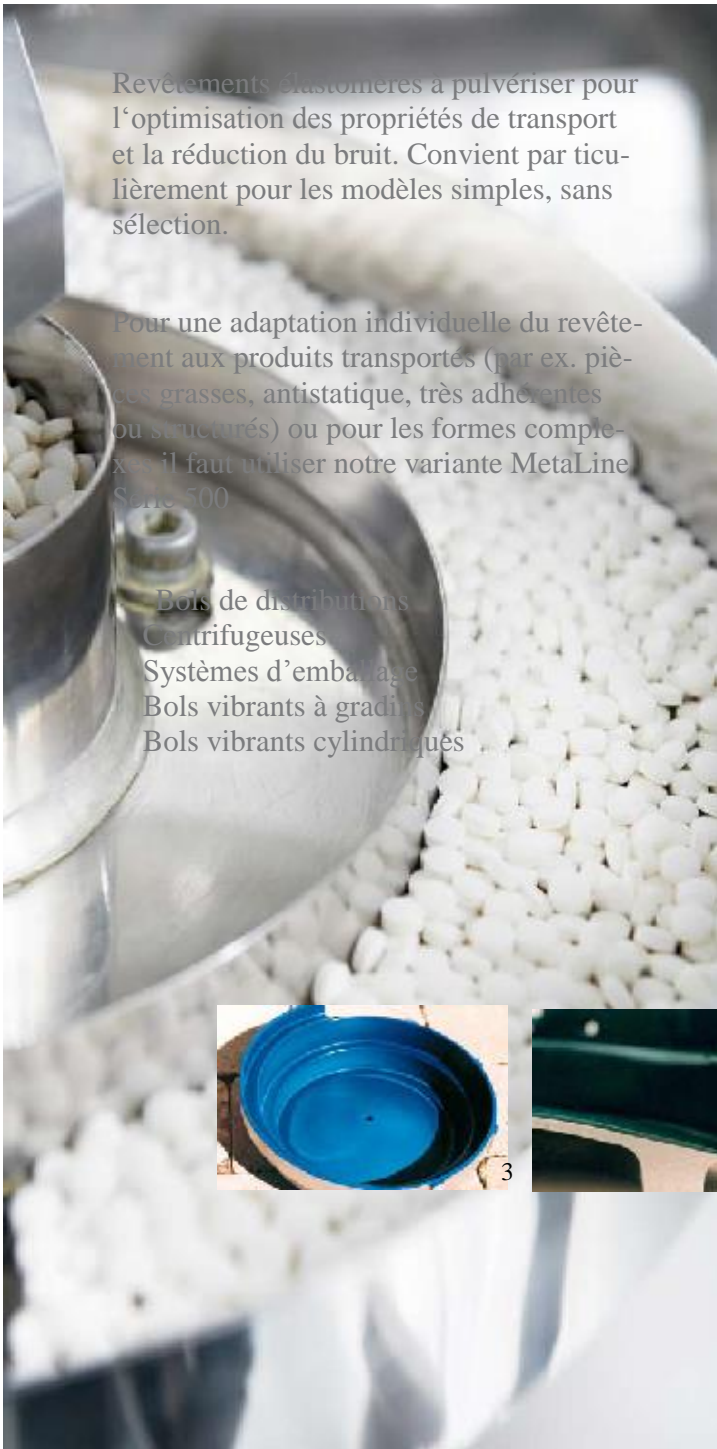 Revêtements élastomères à pulvériser pour
l‘optimisation des propriétés de transport
et la réduction du bruit. Convient par ticu-
lièrement pour les modèles simples, sans
sélection.
Pour une adaptation individuelle du revête-
ment aux produits transportés (par ex. piè-
ces grasses, antistatique, très adhérentes
ou structurés) ou pour les formes comple-
xes il faut utiliser notre variante MetaLine
Serie 500
Bols de distributions
Centrifugeuses
Systèmes d’emballage
Bols vibrants à gradins
Bols vibrants cylindriques
3